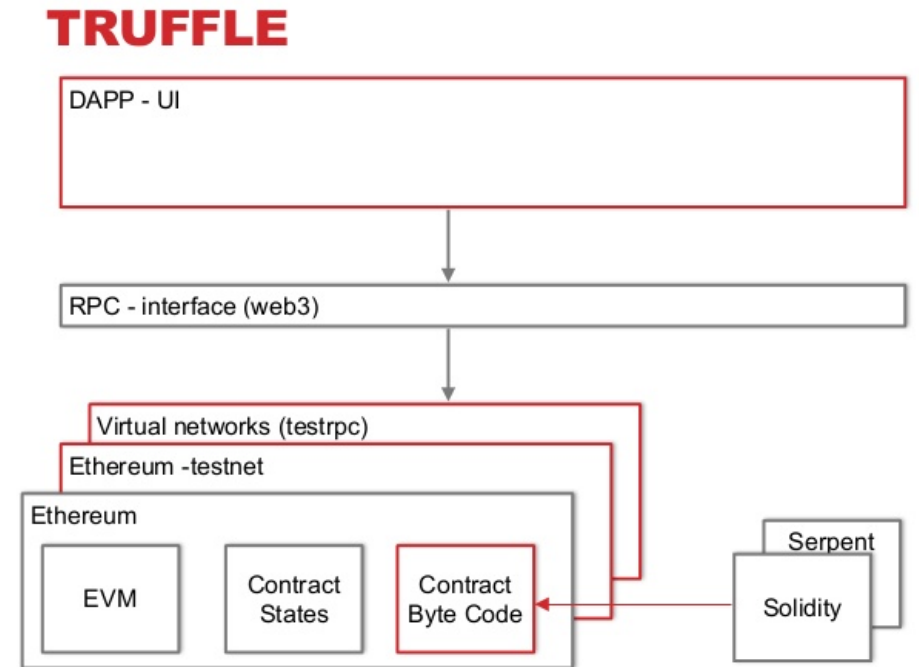 TRUFFLE
DAPP - UI
RPC - interface (web3)
Virtual networks (testrpc)
Ethereum -testnet
Ethereum
EVM
Contract
States
Contract
Byte Code
Serpent
Solidity